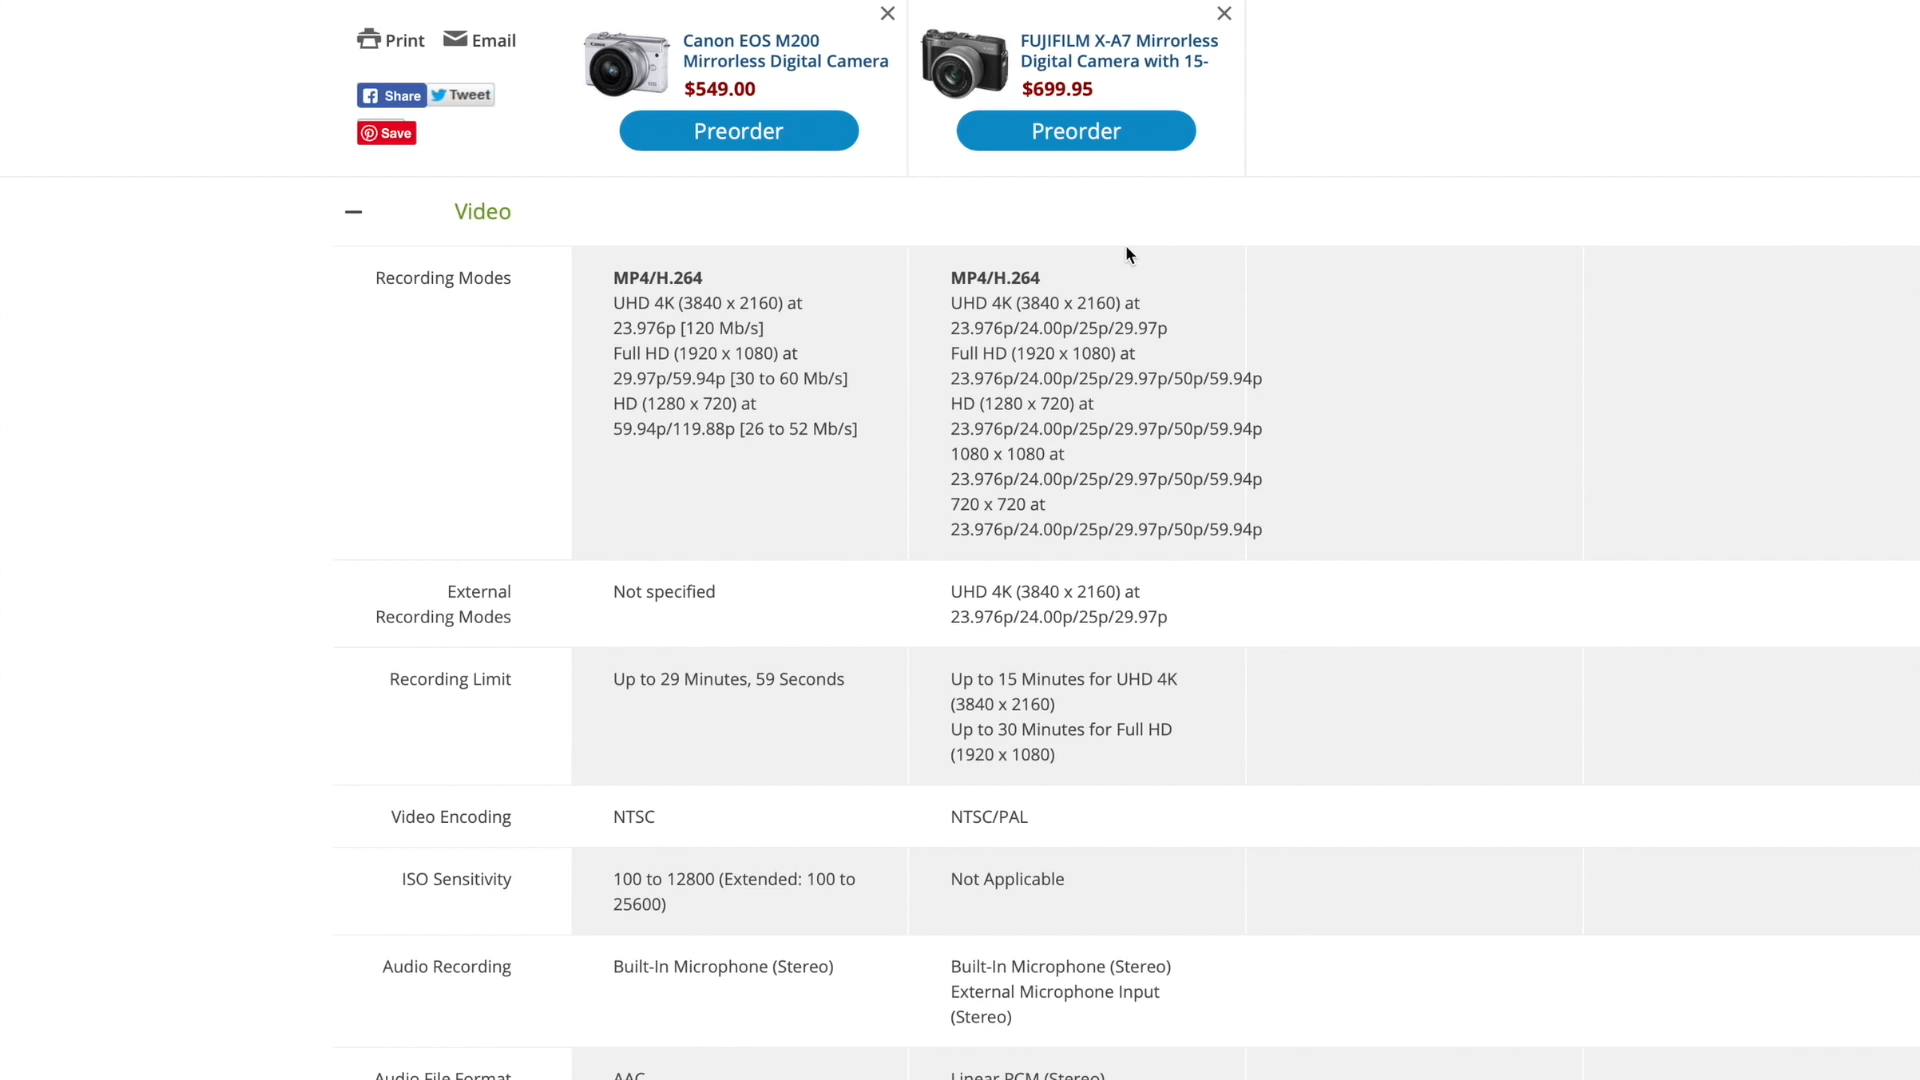 Print
Email
Share
Tweet
Save
Canon EOS M200
Mirrorless Digital Camera
$549.00
Preorder
FUJIFILM X-A7 Mirrorless
Digital Camera with 15-
$699.95
Preorder
Video
Recording Modes
MP4/H.264
UHD 4K (3840 x 2160) at
23.976p [120 Mb/s]
Full HD (1920 x 1080) at
29.97p/59.94p [30 to 60 Mb/s]
HD (1280 x 720) at
59.94p/119.88p [26 to 52 Mb/s]
MP4/H.264
UHD 4K (3840 x 2160) at
23.976p/24.00p/25p/29.97p
Full HD (1920 x 1080) at
23.976p/24.00p/25p/29.97p/50p/59.94p
HD (1280 x 720) at
23.976p/24.00p/25p/29.97p/50p/59.94p
1080 x 1080 at
23.976p/24.00p/25p/29.97p/50p/59.94p
720 x 720 at
23.976p/24.00p/25p/29.97p/50p/59.94p
External
Recording Modes
Not specified
UHD 4K (3840 x 2160) at
23.976p/24.00p/25p/29.97p
Recording Limit
Up to 29 Minutes, 59 Seconds
Up to 15 Minutes for UHD 4K
(3840 x 2160)
Up to 30 Minutes for Full HD
(1920 x 1080)
Video Encoding
NTSC
NTSC/PAL
ISO Sensitivity
100 to 12800 (Extended: 100 to
25600)
Not Applicable
Audio Recording
Built-In Microphone (Stereo)
Built-In Microphone (Stereo)
External Microphone Input
(Stereo)
Audio File Format
AAC
Linear PCM (Stereo)